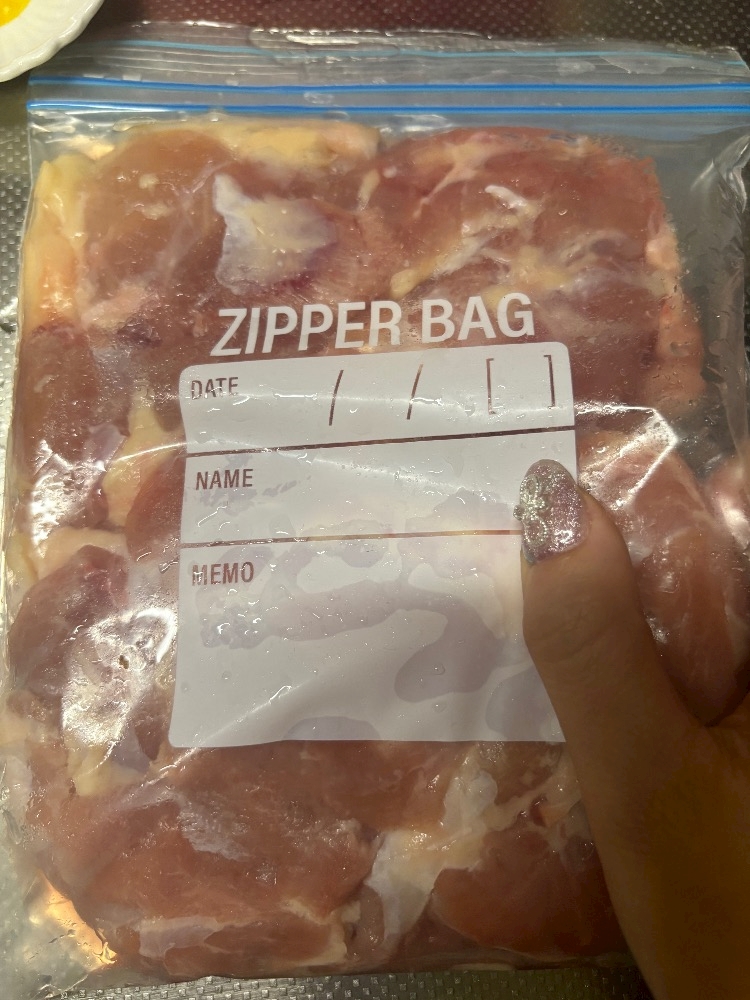 ZIPPER BAG
DATE / / [ ]
NAME
MEMO